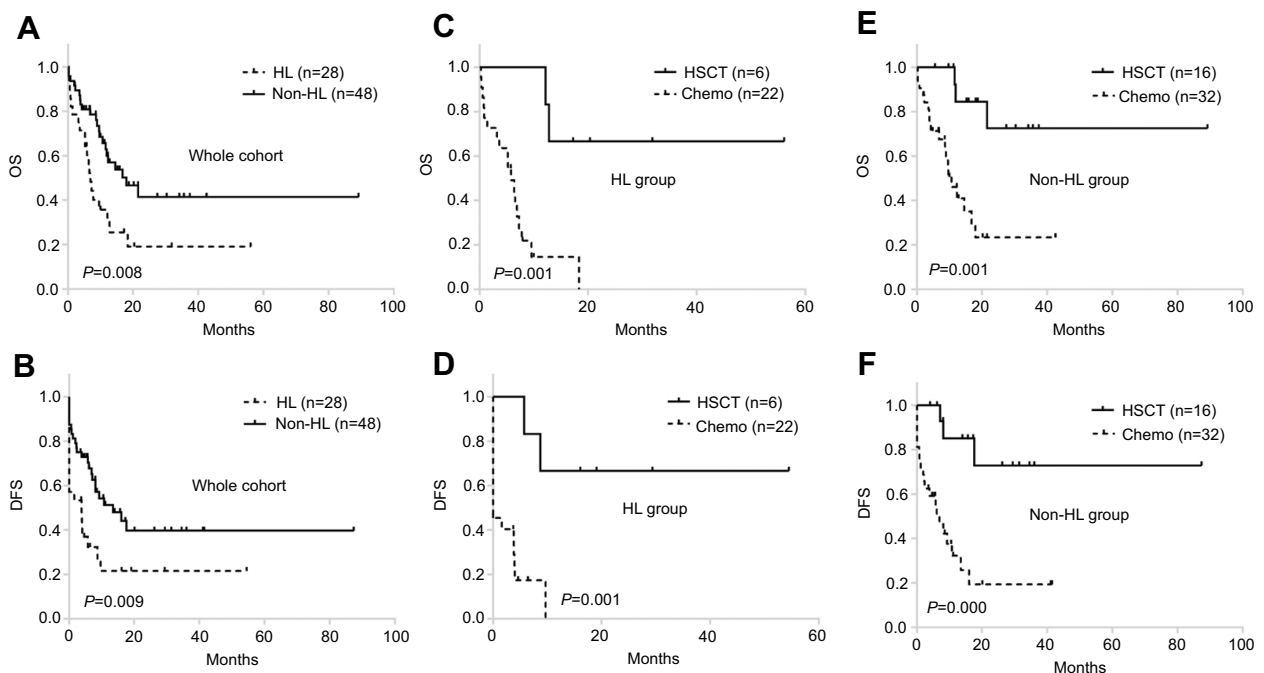 A
1.0
0.8
0.6
0.4
0.2
0.0
OS
HL (n=28)
Non-HL (n=48)
Whole cohort
P=0.008
0 20 40 60 80 100
Months
C
1.0
0.8
0.6
0.4
0.2
0.0
OS
HSCT (n=6)
Chemo (n=22)
HL group
P=0.001
0 20 40 60
Months
E
1.0
0.8
0.6
0.4
0.2
0.0
OS
HSCT (n=16)
Chemo (n=32)
Non-HL group
P=0.001
0 20 40 60 80 100
Months
B
1.0
0.8
0.6
0.4
0.2
0.0
DFS
HL (n=28)
Non-HL (n=48)
Whole cohort
P=0.009
0 20 40 60 80 100
Months
D
1.0
0.8
0.6
0.4
0.2
0.0
DFS
HSCT (n=6)
Chemo (n=22)
HL group
P=0.001
0 20 40 60
Months
F
1.0
0.8
0.6
0.4
0.2
0.0
DFS
HSCT (n=16)
Chemo (n=32)
Non-HL group
P=0.000
0 20 40 60 80 100
Months